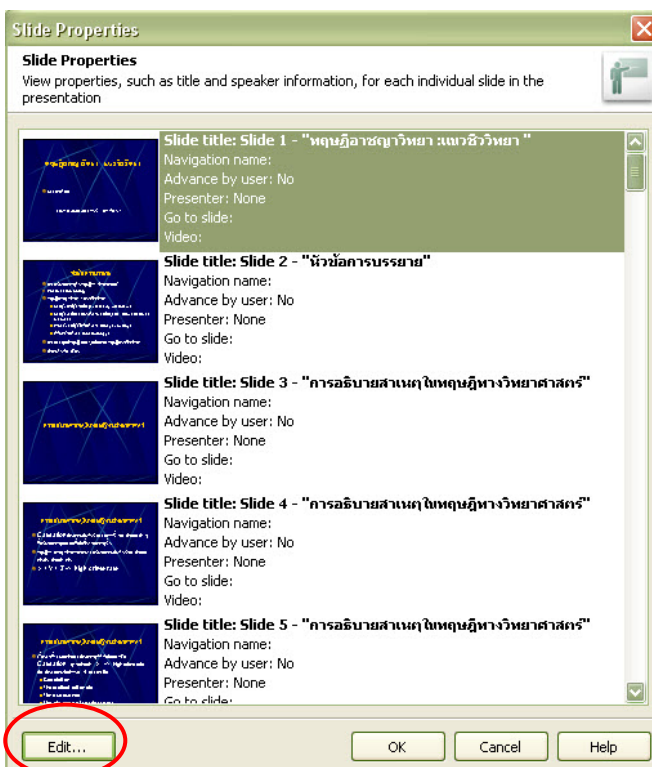 Slide Properties
Slide Properties
View properties, such as title and speaker information, for each individual slide in the
presentation
Slide title: Slide 1 - "ทฤษฎีอาชญาวิทยา :แนวชีววิทยา "
Navigation name:
Advance by user: No
Presenter: None
Go to slide:
Video:
Slide title: Slide 2 - "หัวข้อการบรรยาย"
Navigation name:
Advance by user: No
Presenter: None
Go to slide:
Video:
Slide title: Slide 3 - "การอธิบายสาเหตุในทฤษฎีทางวิทยาศาสตร์"
Navigation name:
Advance by user: No
Presenter: None
Go to slide:
Video:
Slide title: Slide 4 - "การอธิบายสาเหตุในทฤษฎีทางวิทยาศาสตร์"
Navigation name:
Advance by user: No
Presenter: None
Go to slide:
Video:
Slide title: Slide 5 - "การอธิบายสาเหตุในทฤษฎีทางวิทยาศาสตร์"
Navigation name:
Advance by user: No
Presenter: None
Go to slide:
Edit...
OK
Cancel
Help